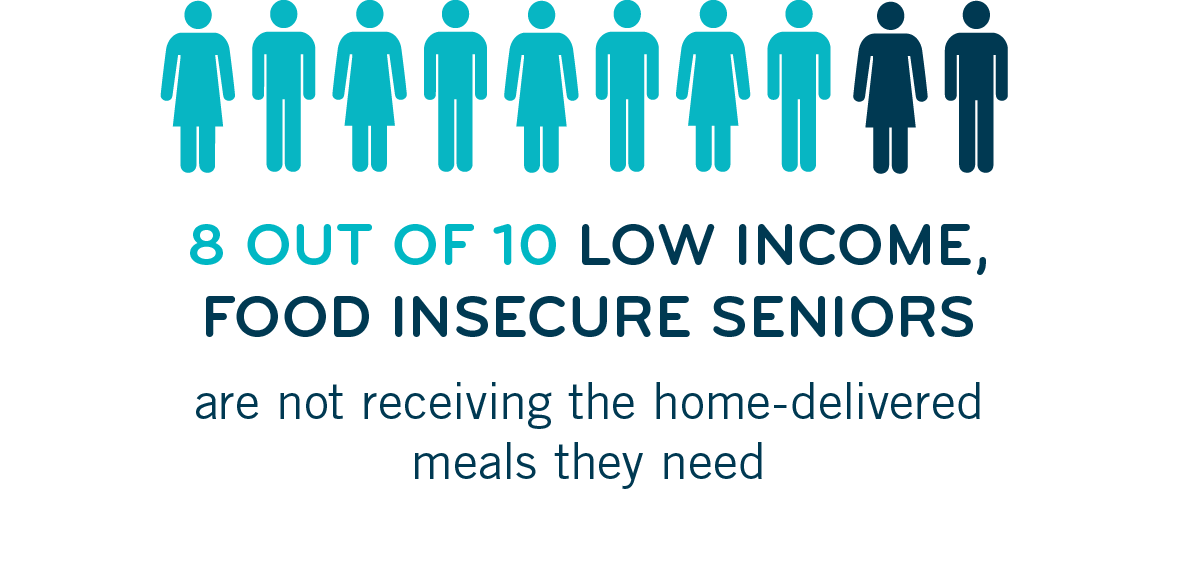 8 OUT OF 10 LOW INCOME,
FOOD INSECURE SENIORS
are not receiving the home-delivered
meals they need